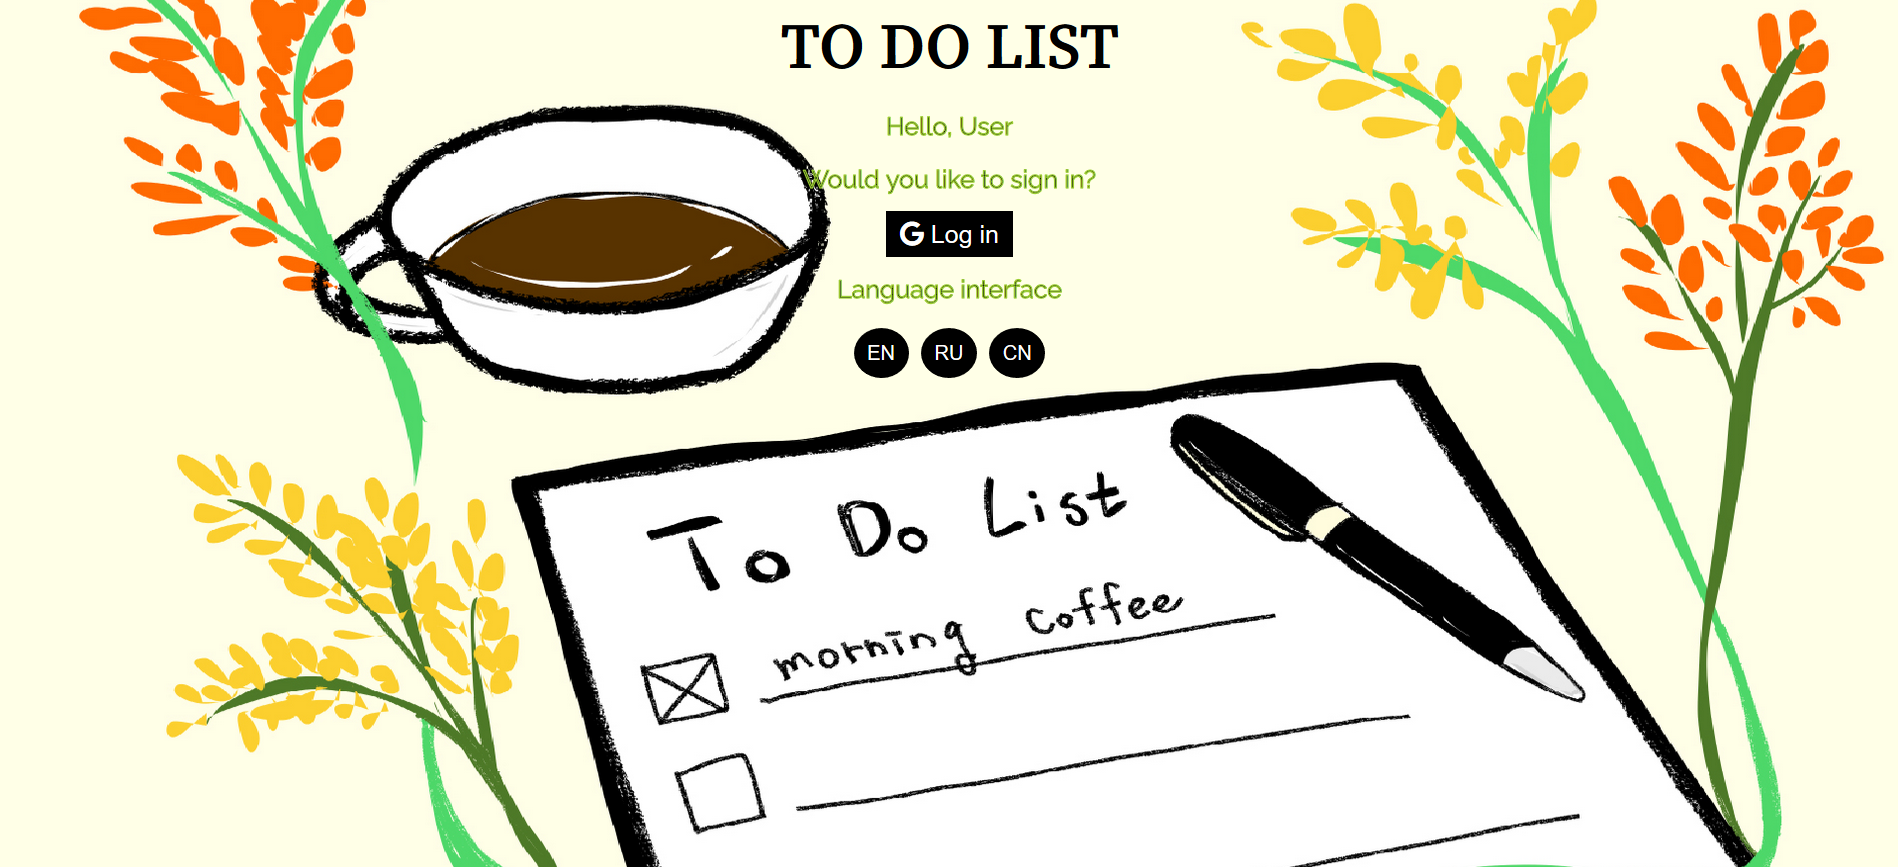 TO DO LIST
Hello, User
Would you like to sign in?
G Log in
Language interface
EN RU CN
To Do List
morning coffee